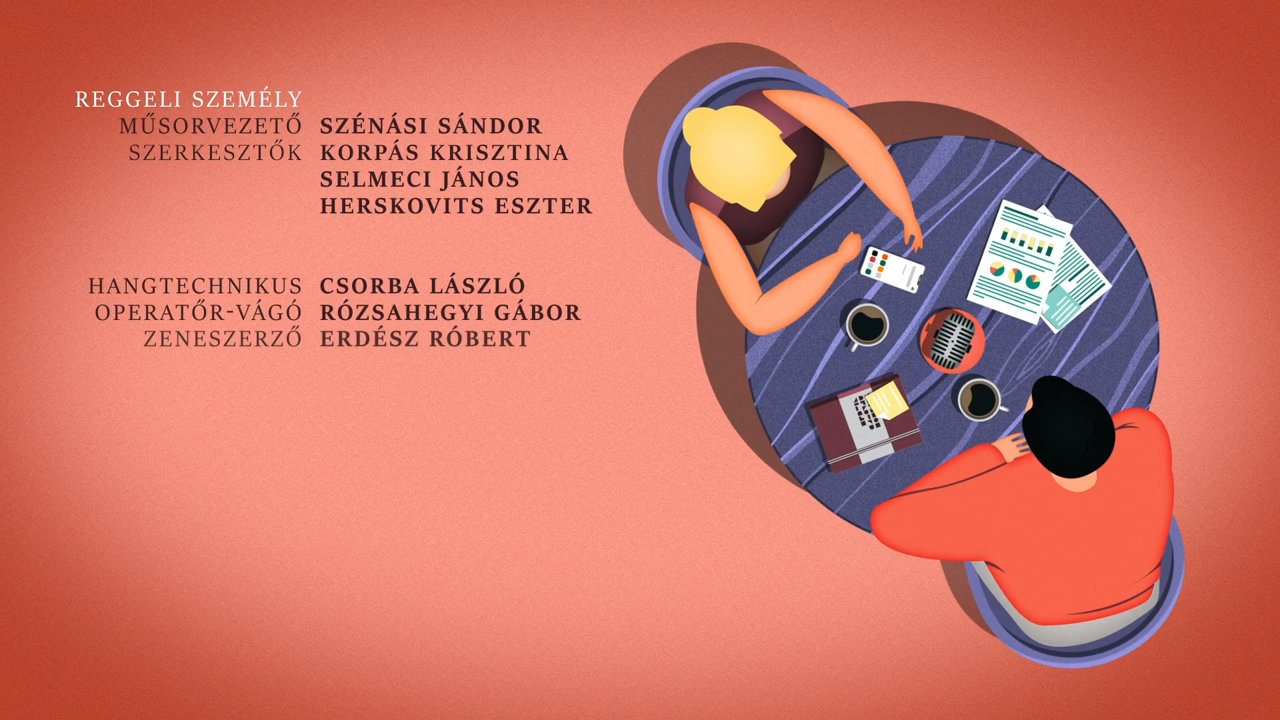 REGGELI SZEMÉLY
MŰSORVEZETŐ SZÉNÁSI SÁNDOR
SZERKESZTŐK KORPÁS KRISZTINA
SELMECI JÁNOS
HERSKOVITS ESZTER
HANGTECHNIKUS CSORBA LÁSZLÓ
OPERATŐR-VÁGÓ RÓZSAHEGYI GÁBOR
ZENESZERZŐ ERDÉSZ RÓBERT